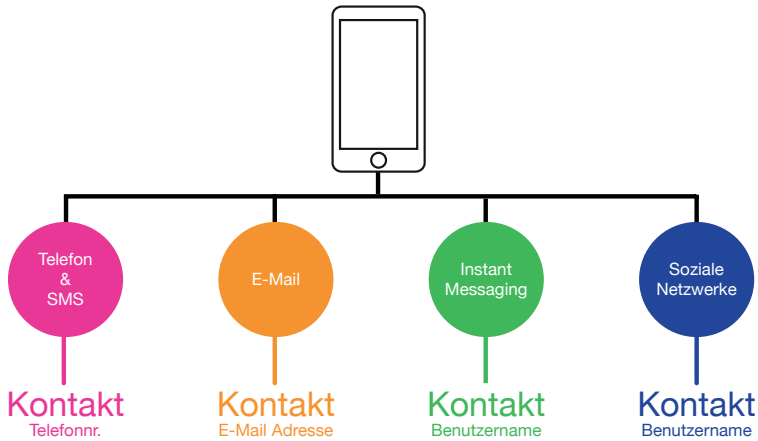 Telefon
&
SMS
E-Mail
Instant
Messaging
Soziale
Netzwerke
Kontakt
Telefonnr.
Kontakt
E-Mail Adresse
Kontakt
Benutzername
Kontakt
Benutzername